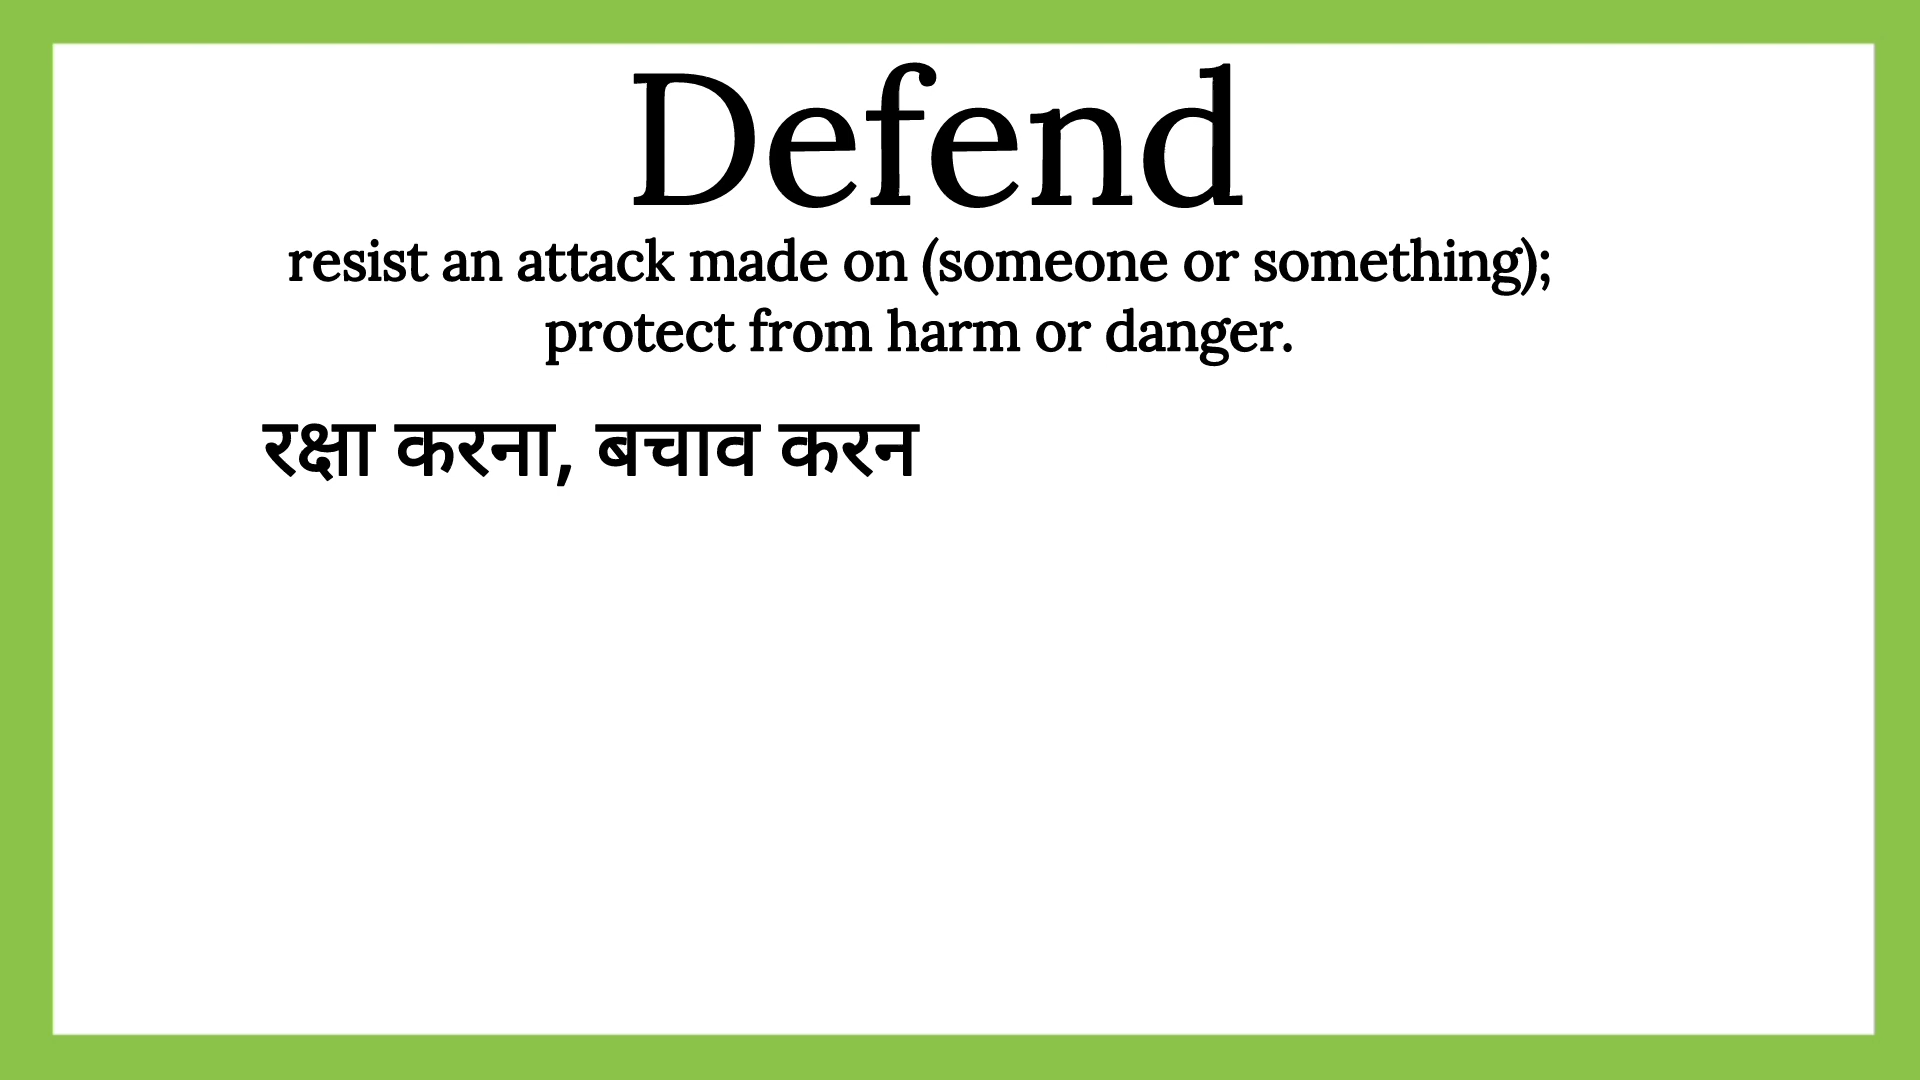 Defend
resist an attack made on (someone or something);
protect from harm or danger.
रक्षा करना, बचाव करन